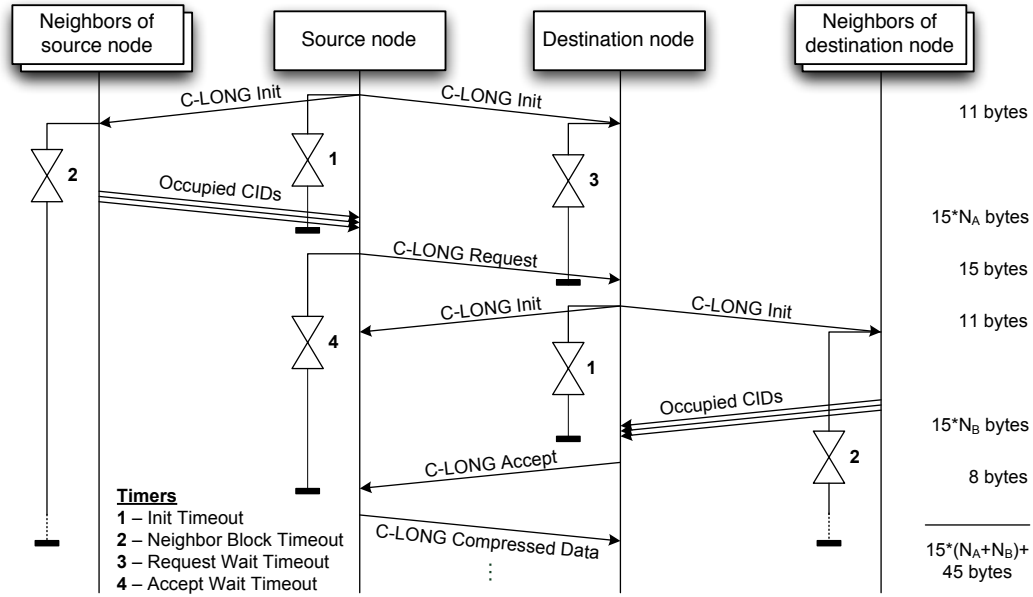 Neighbors of
source node
Source node
Destination node
Neighbors of
destination node
C-LONG Init
C-LONG Init
11 bytes
2
1
3
Occupied CIDs
15*NA bytes
C-LONG Request
15 bytes
C-LONG Init
C-LONG Init
11 bytes
4
1
Occupied CIDs
15*NB bytes
2
C-LONG Accept
8 bytes
Timers
1 – Init Timeout
2 – Neighbor Block Timeout
3 – Request Wait Timeout
4 – Accept Wait Timeout
C-LONG Compressed Data
15*(NA+NB)+
45 bytes